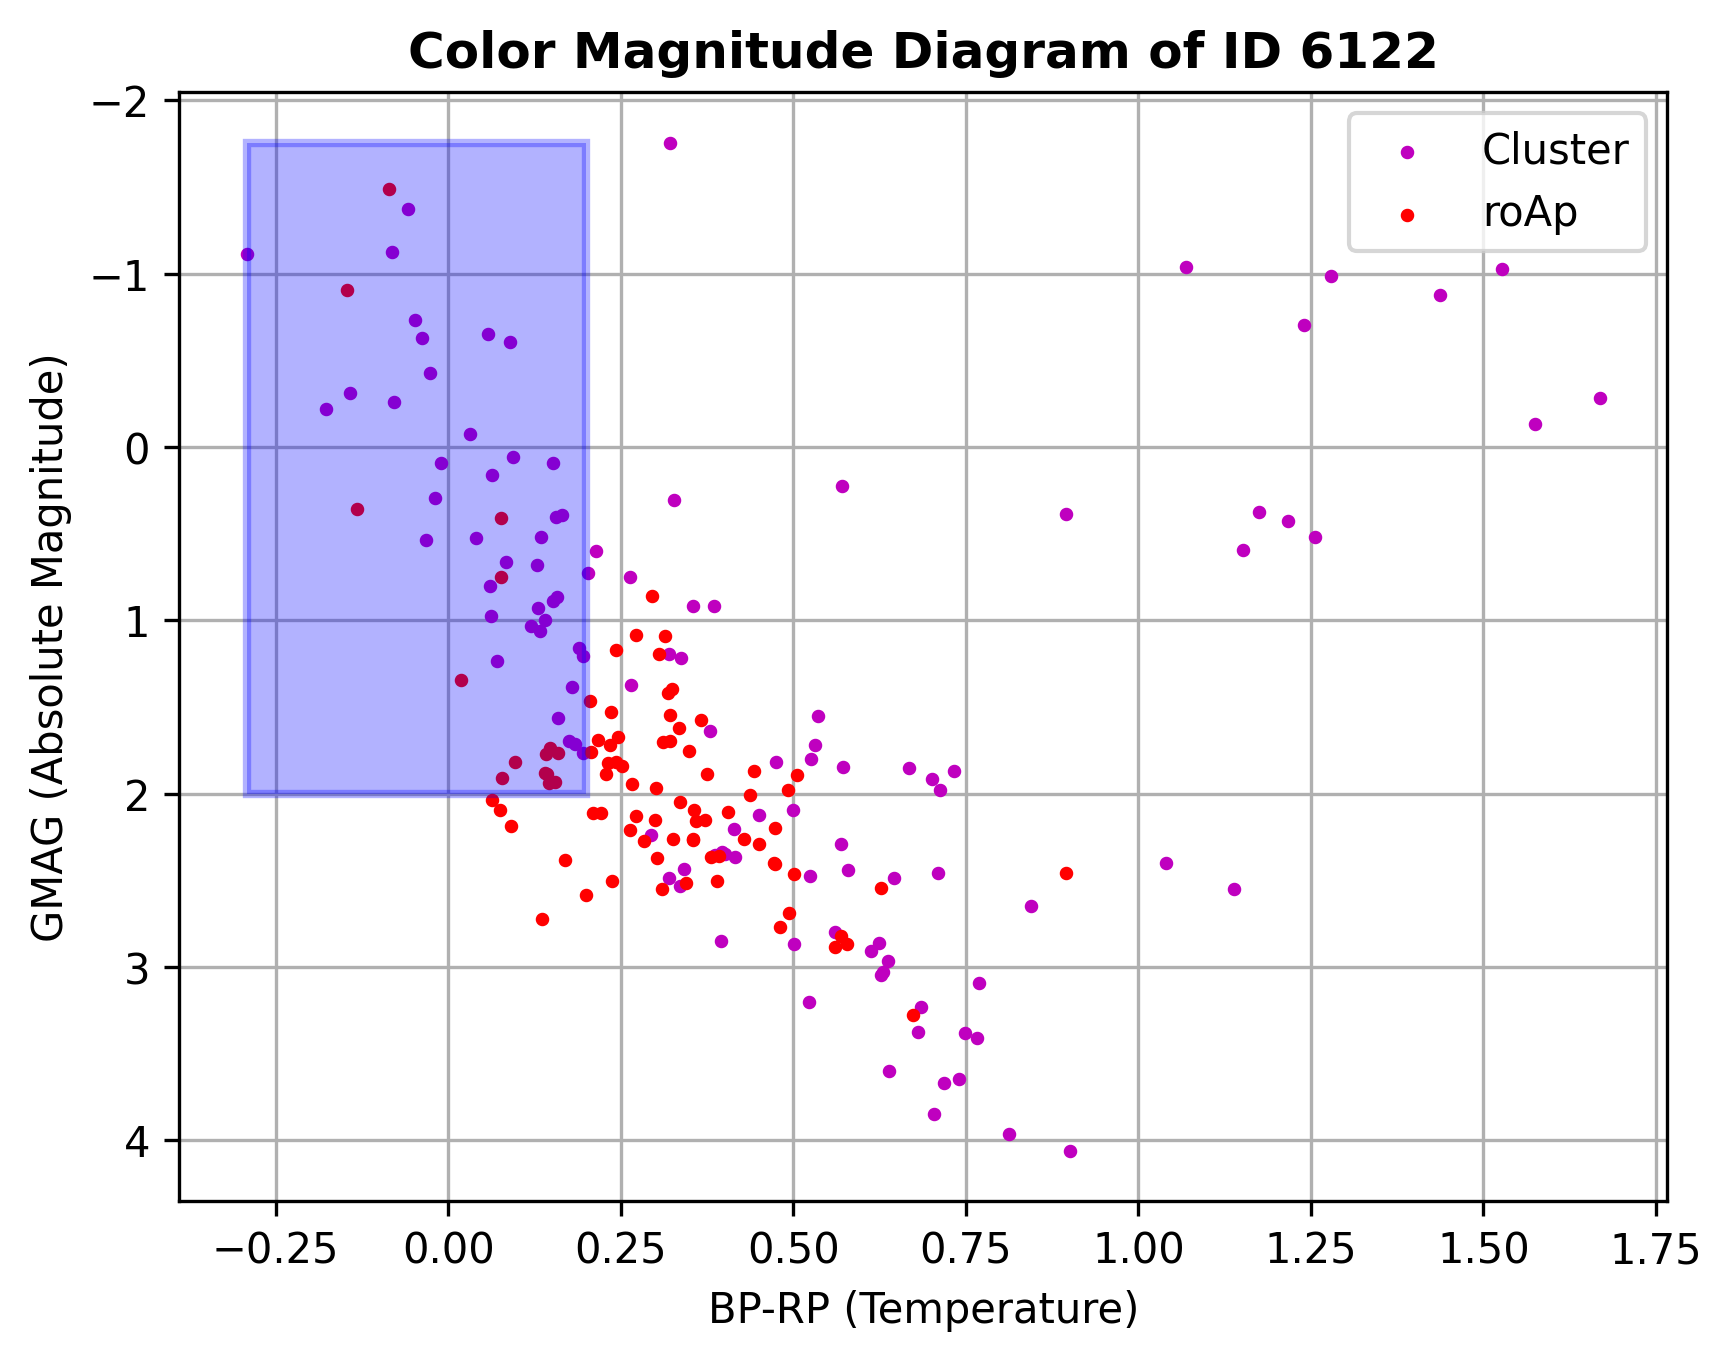 Color Magnitude Diagram of ID 6122
Cluster
roAp
GMAG (Absolute Magnitude)
−2
−1
0
1
2
3
4
−0.25 0.00 0.25 0.50 0.75 1.00 1.25 1.50 1.75
BP-RP (Temperature)